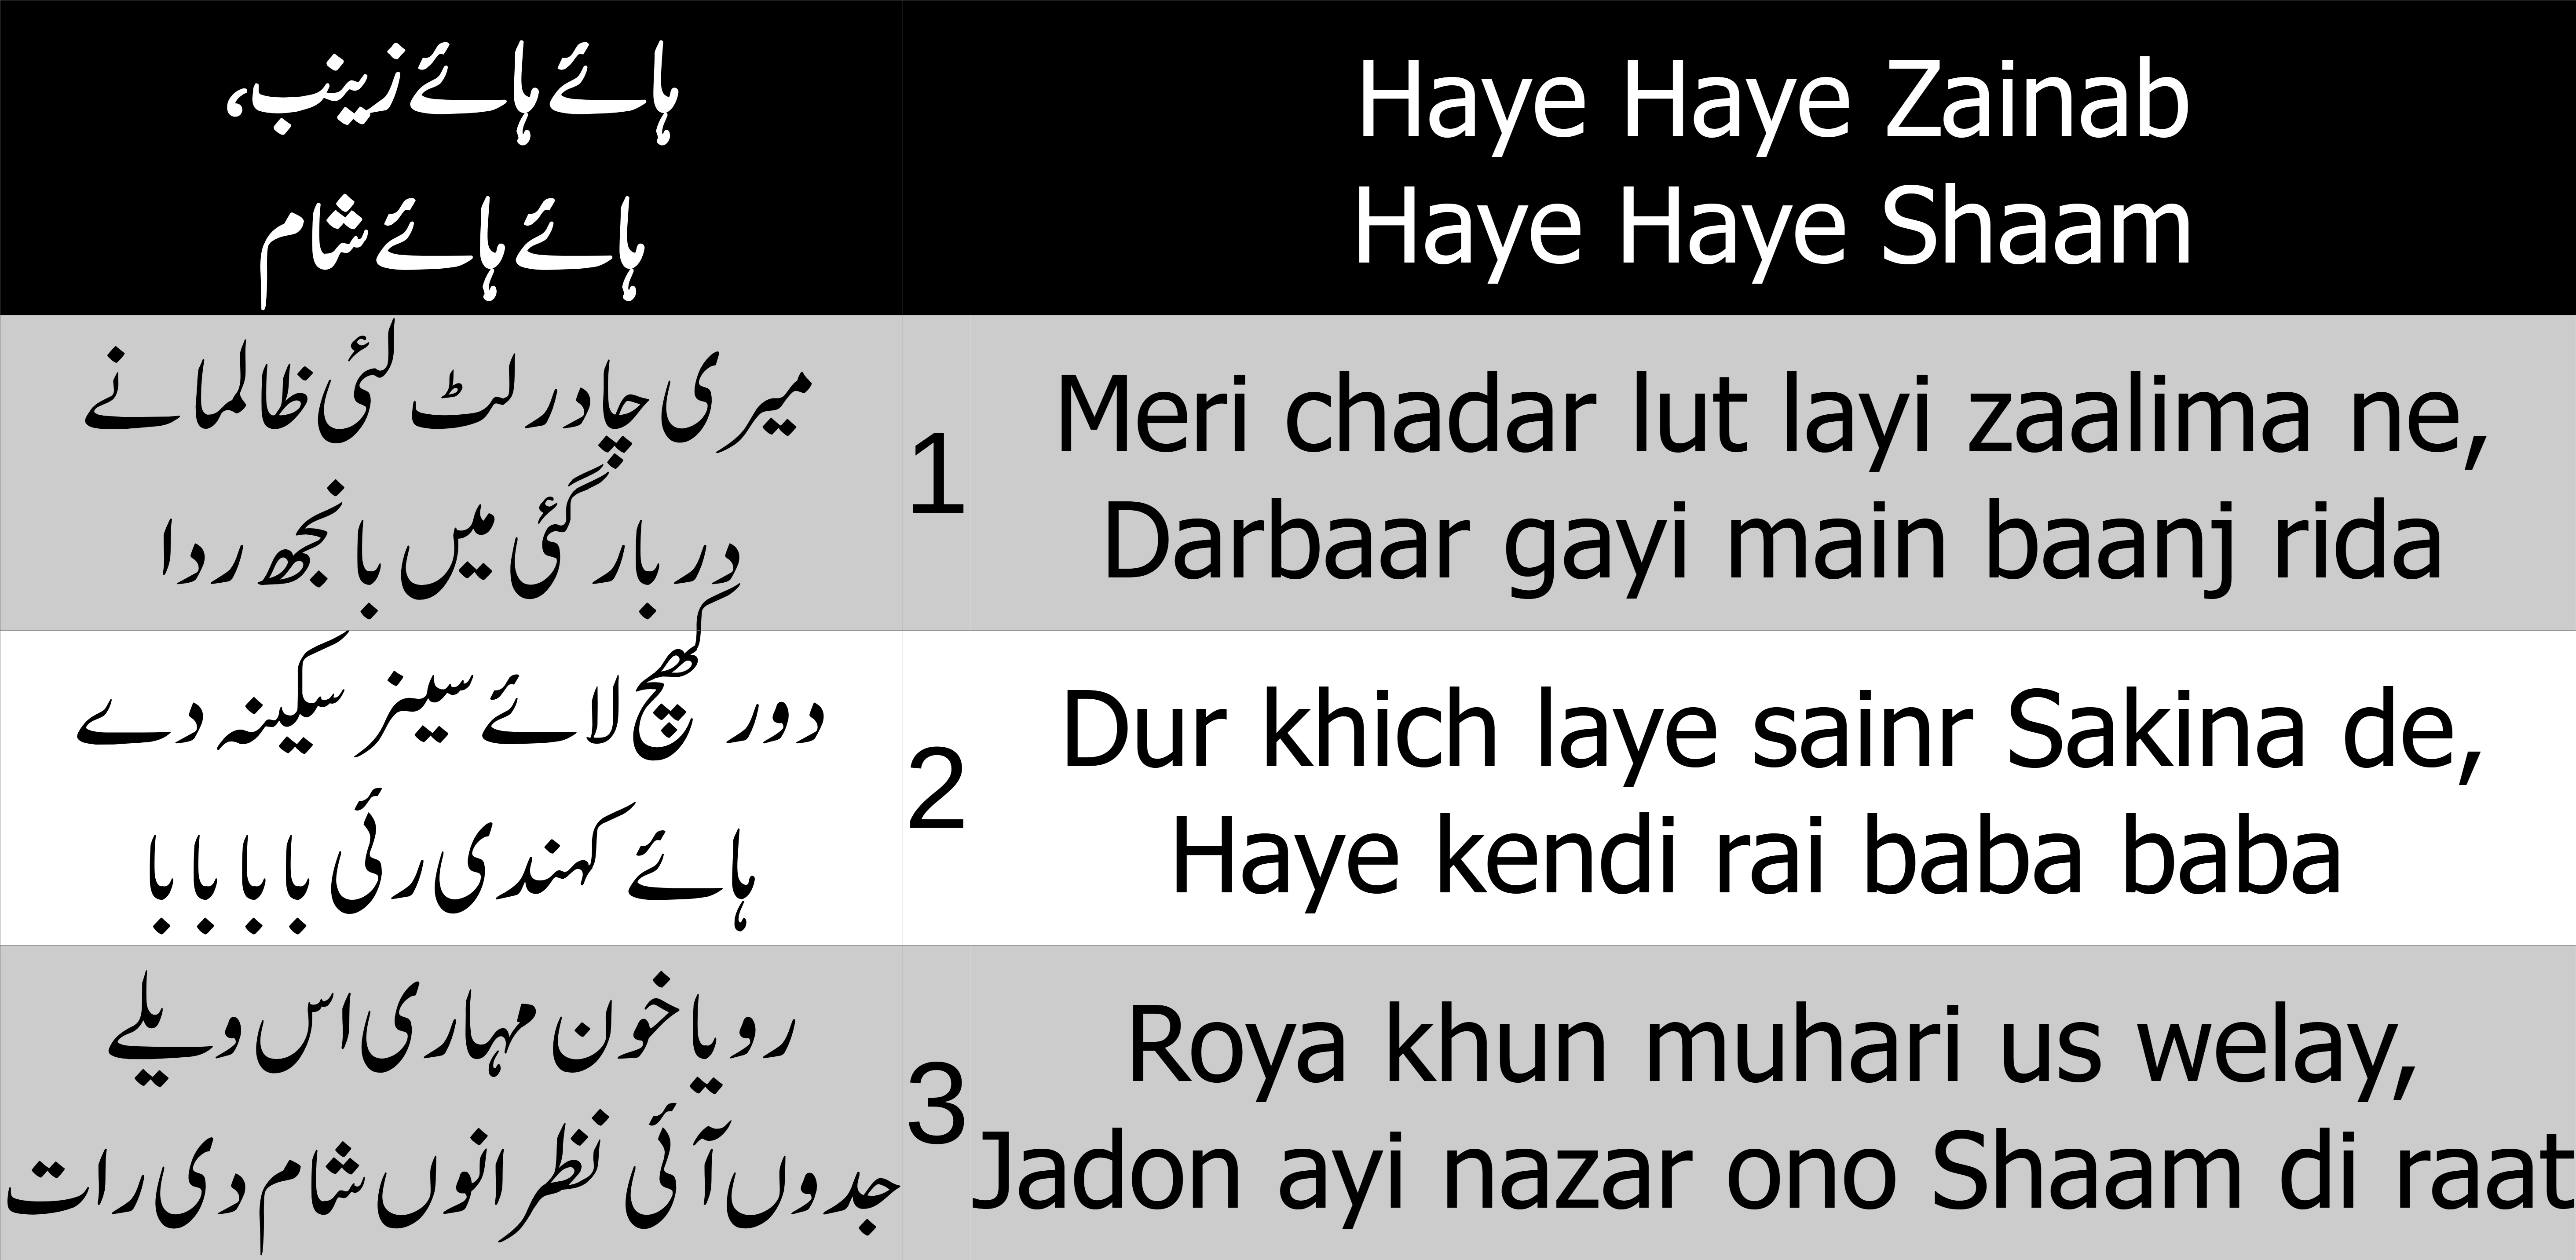 ہائے ہائے زینب،
ہائے ہائے شام
Haye Haye Zainab
Haye Haye Shaam
میری چادر لٹ لئی ظالمانے
دربار گئی میں بانجھ ردا
1
Meri chadar lut layi zaalima ne,
Darbaar gayi main baanj rida
دور کھچ لائے سینر سکینہ دے
ہائے کہندی رئی بابا بابا
2
Dur khich laye sainr Sakina de,
Haye kendi rai baba baba
رویا خون مہاری اس ویلے
جدوں آئی نظر انوں شام دی رات
3
Roya khun muhari us welay,
Jadon ayi nazar ono Shaam di raat